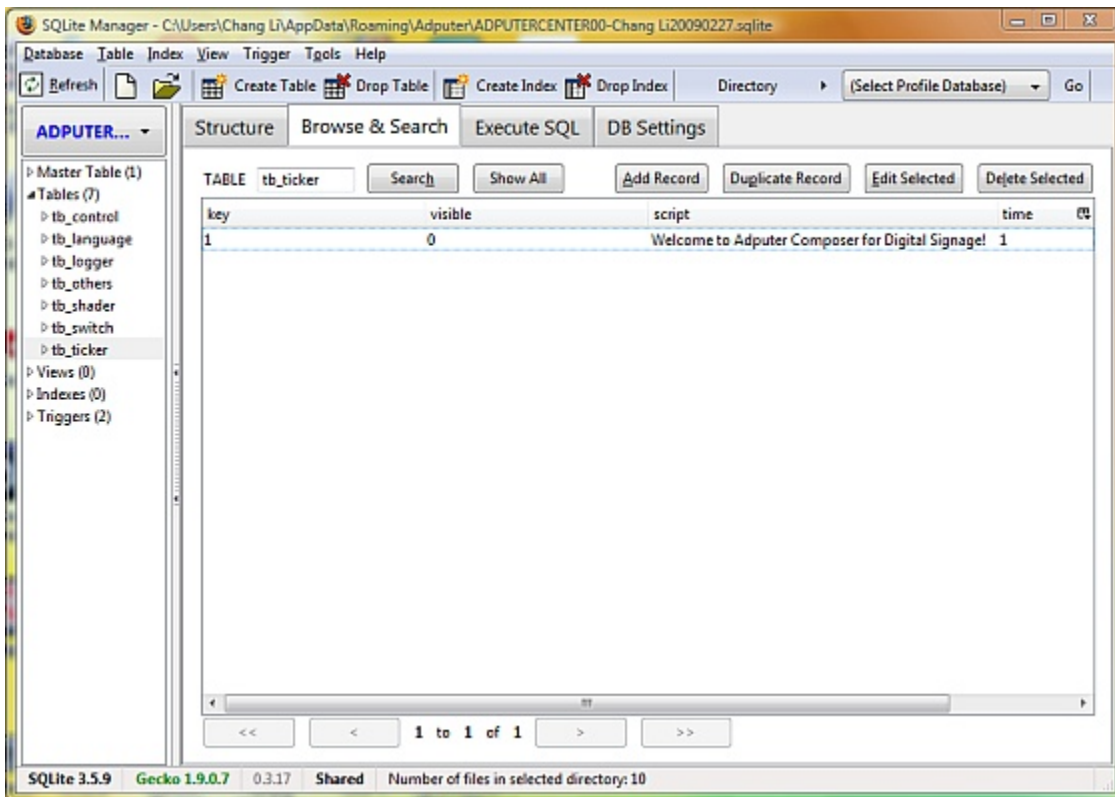 SQLite Manager - C:\Users\Chang Li\AppData\Roaming\Adputer\ADPUTERCENTER00-Chang Li20090227.sqlite
Database Table Index View Trigger Tools Help
Refresh Create Table Drop Table Create Index Drop Index Directory (Select Profile Database) Go
ADPUTER... Structure Browse & Search Execute SQL DB Settings
Master Table (1)
Tables (7)
tb_control
tb_language
tb_logger
tb_others
tb_shader
tb_switch
tb_ticker
Views (0)
Indexes (0)
Triggers (2)
TABLE tb_ticker Search Show All Add Record Duplicate Record Edit Selected Delete Selected
key visible script time
1 0 Welcome to Adputer Composer for Digital Signage! 1
<< < 1 to 1 of 1 > >>
SQLite 3.5.9 Gecko 1.9.0.7 0.3.17 Shared Number of files in selected directory: 10